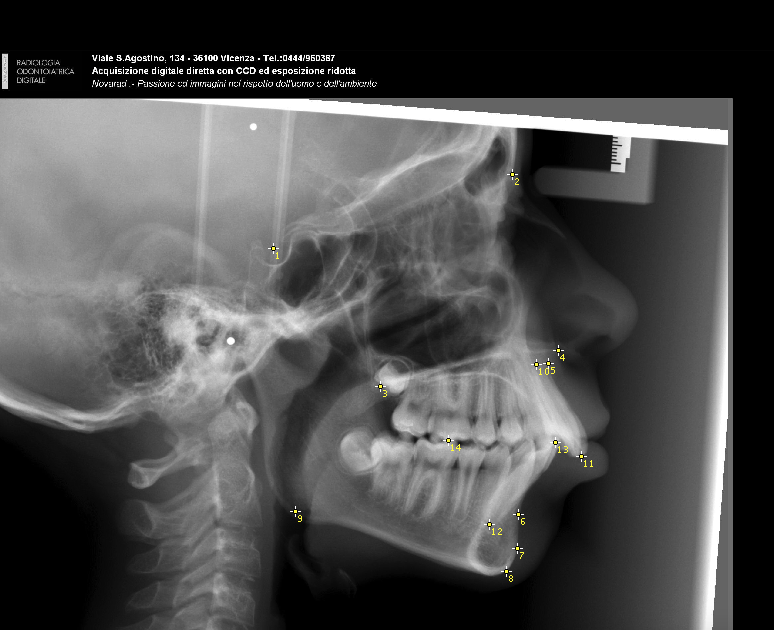 Viale S.Agostino, 134 - 36100 Vicenza - Tel.:0444/960367
RADIOLOGIA
ODONTOIATRICA
DIGITALE
Acquisizione digitale diretta con CCD ed esposizione ridotta
Novarad .- Passione ed immagini nel rispetto dell'uomo e dell'ambiente
2
1
4
10 5
3
13
14
11
9
6
12
7
8